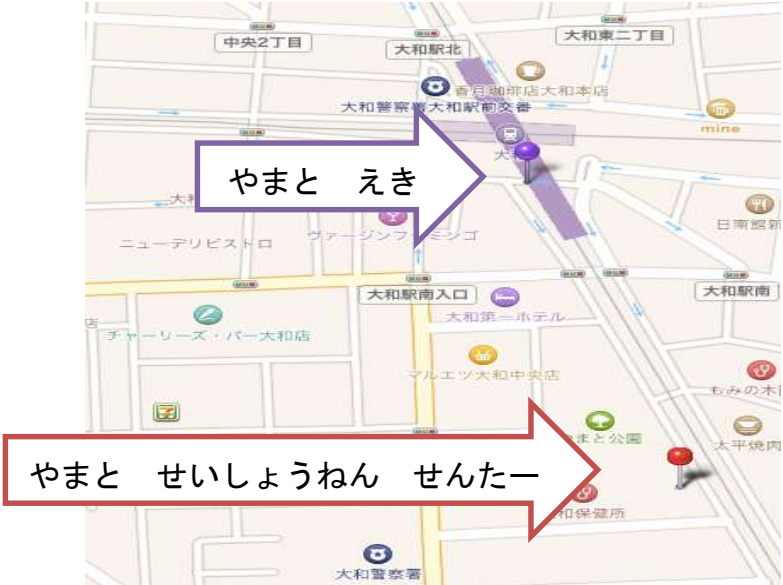 中央2丁目
大和駅北
大和東二丁目
香月珈琲店大和本店
大和警察署大和駅前交番
mine
大和
やまと えき
日南館新
ニューデリビストロ
ヴァージンフラミンゴ
大和駅南入口
大和駅南
大和第一ホテル
チャーリーズ・バー大和店
マルエツ大和中央店
もみの木
やまと公園
太平焼肉
やまと せいしょうねん せんたー
大和保健所
大和警察署